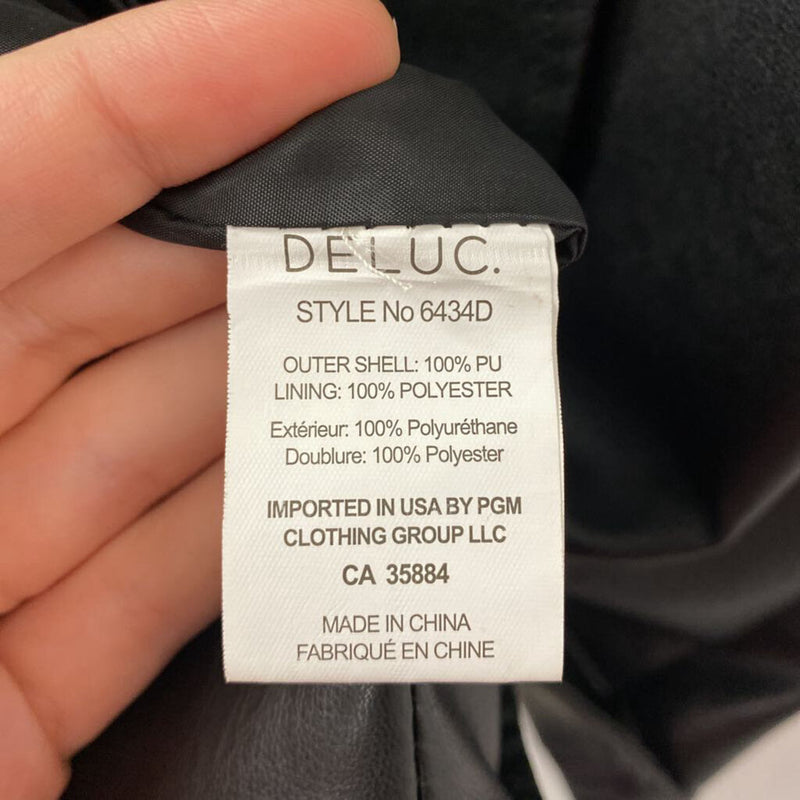 DELUC.
STYLE No 6434D
OUTER SHELL: 100% PU
LINING: 100% POLYESTER
Extérieur: 100% Polyuréthane
Doublure: 100% Polyester
IMPORTED IN USA BY PGM
CLOTHING GROUP LLC
CA 35884
MADE IN CHINA
FABRIQUÉ EN CHINE